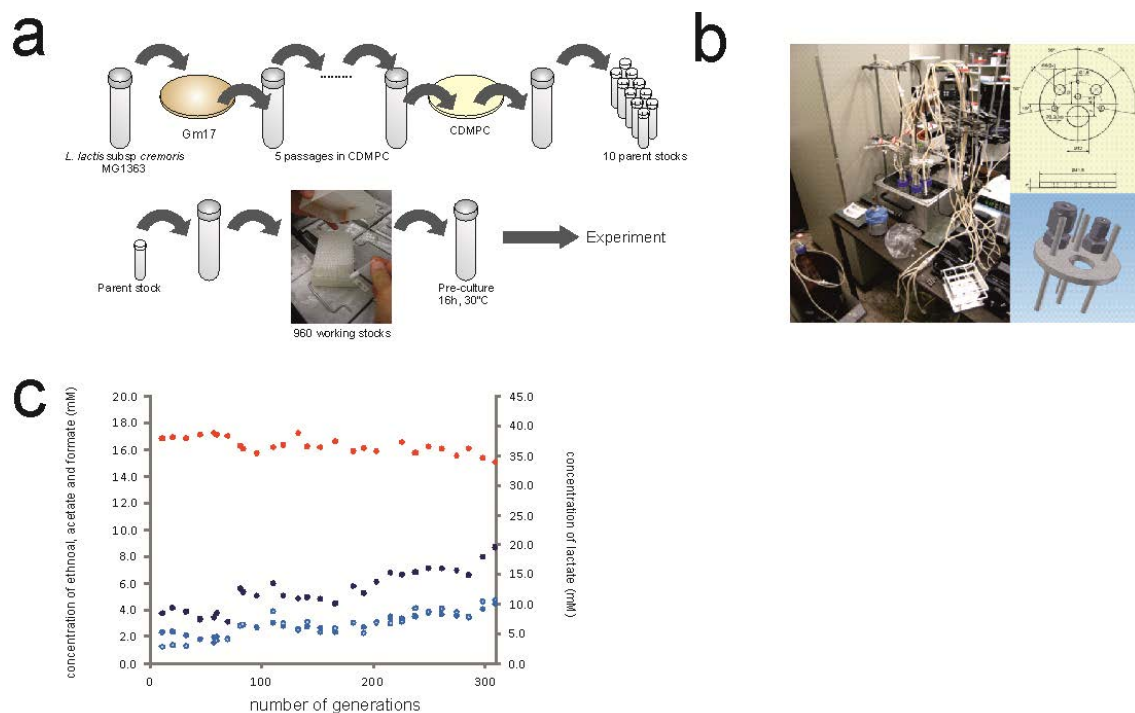 a
Gm17
CDMPC
L. lactis subsp cremoris
MG1363
5 passages in CDMPC
10 parent stocks
Parent stock
960 working stocks
Pre-culture
16h, 30°C
Experiment
b
c
concentration of ethnoal, acetate and formate (mM)
20.0
18.0
16.0
14.0
12.0
10.0
8.0
6.0
4.0
2.0
0.0
45.0
40.0
35.0
30.0
25.0
20.0
15.0
10.0
5.0
0.0
concentration of lactate
(mM)
0
100
200
300
number of generations